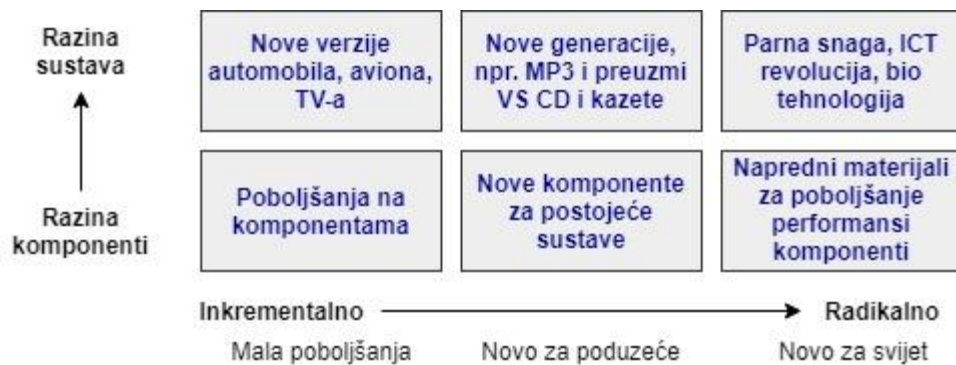 Razina
sustava
Nove verzije
automobila, aviona,
TV-a
Nove generacije,
npr. MP3 i preuzmi
VS CD i kazete
Parna snaga, ICT
revolucija, bio
tehnologija
Razina
komponenti
Poboljšanja na
komponentama
Nove komponente
za postojeće
sustave
Napredni materijali
za poboljšanje
performansi
komponenti
Inkrementalno
Radikalno
Mala poboljšanja
Novo za poduzeće
Novo za svijet